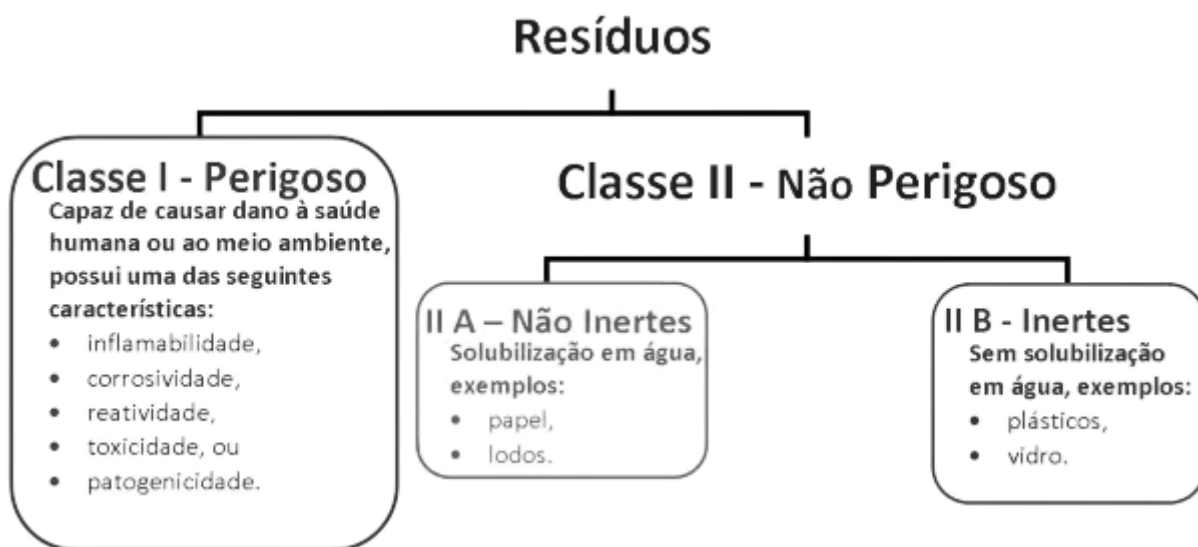 Resíduos
Classe I - Perigoso
Capaz de causar dano à saúde
humana ou ao meio ambiente,
possui uma das seguintes
características:
• inflamabilidade,
• corrosividade,
• reatividade,
• toxicidade, ou
• patogenicidade.
Classe II - Não Perigoso
II A – Não Inertes
Solubilização em água,
exemplos:
• papel,
• lodos.
II B - Inertes
Sem solubilização
em água, exemplos:
• plásticos,
• vidro.